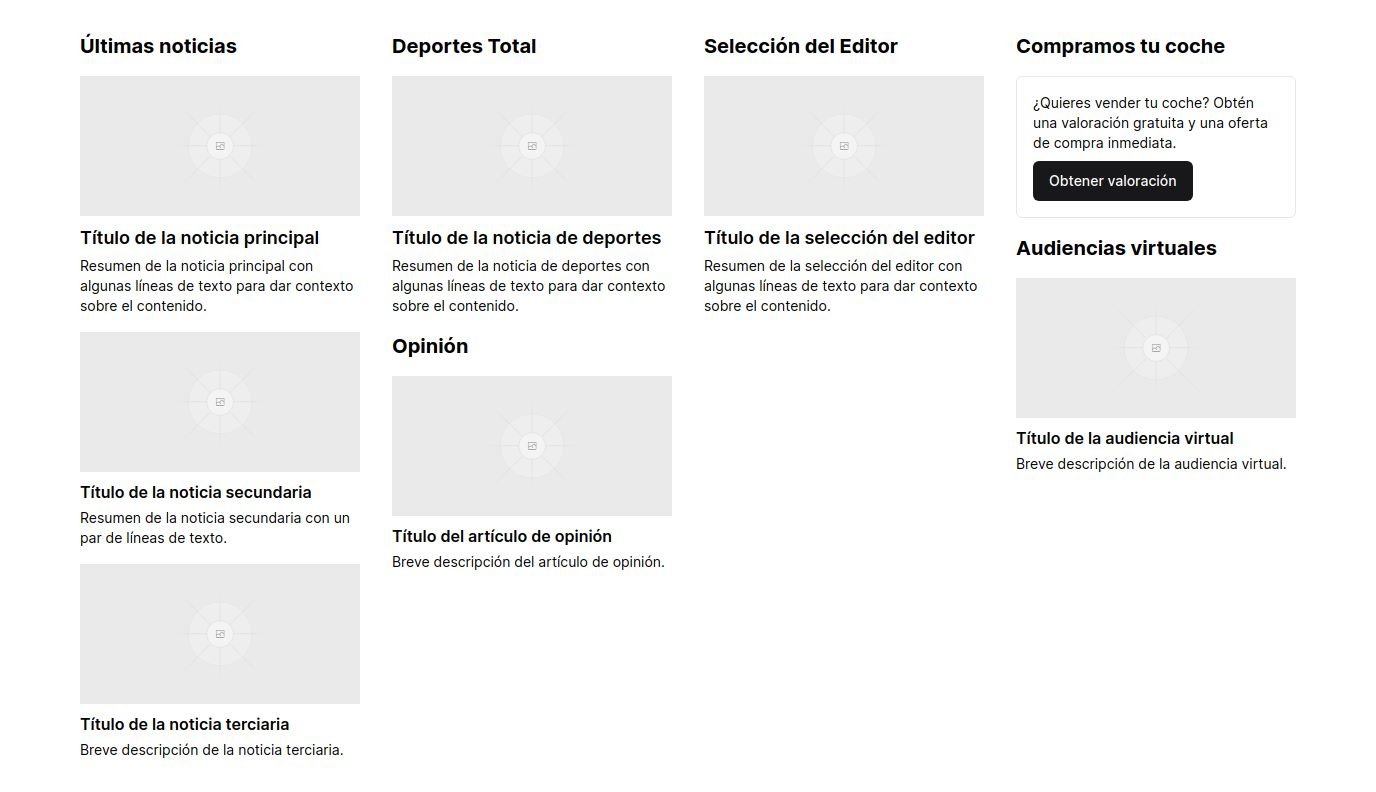 Últimas noticias
Título de la noticia principal
Resumen de la noticia principal con
algunas líneas de texto para dar contexto
sobre el contenido.
Título de la noticia secundaria
Resumen de la noticia secundaria con un
par de líneas de texto.
Título de la noticia terciaria
Breve descripción de la noticia terciaria.
Deportes Total
Título de la noticia de deportes
Resumen de la noticia de deportes con
algunas líneas de texto para dar contexto
sobre el contenido.
Opinión
Título del artículo de opinión
Breve descripción del artículo de opinión.
Selección del Editor
Título de la selección del editor
Resumen de la selección del editor con
algunas líneas de texto para dar contexto
sobre el contenido.
Compramos tu coche
¿Quieres vender tu coche? Obtén
una valoración gratuita y una oferta
de compra inmediata.
Obtener valoración
Audiencias virtuales
Título de la audiencia virtual
Breve descripción de la audiencia virtual.